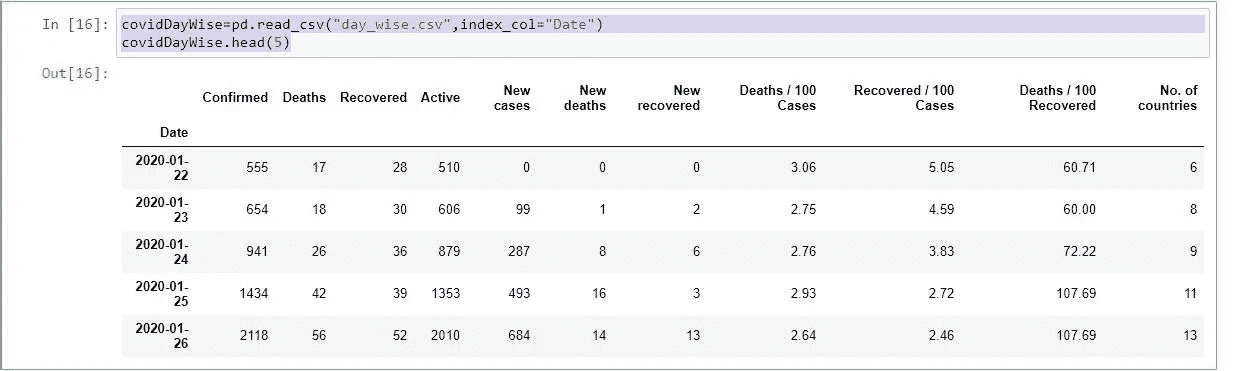 In [16]: covidDayWise=pd.read_csv("day_wise.csv",index_col="Date")
covidDayWise.head(5)
Out[16]:
Confirmed Deaths Recovered Active New cases New deaths New recovered Deaths / 100 Cases Recovered / 100 Cases Deaths / 100 Recovered No. of countries
Date
2020-01-22 555 17 28 510 0 0 0 3.06 5.05 60.71 6
2020-01-23 654 18 30 606 99 1 2 2.75 4.59 60.00 8
2020-01-24 941 26 36 879 287 8 6 2.76 3.83 72.22 9
2020-01-25 1434 42 39 1353 493 16 3 2.93 2.72 107.69 11
2020-01-26 2118 56 52 2010 684 14 13 2.64 2.46 107.69 13